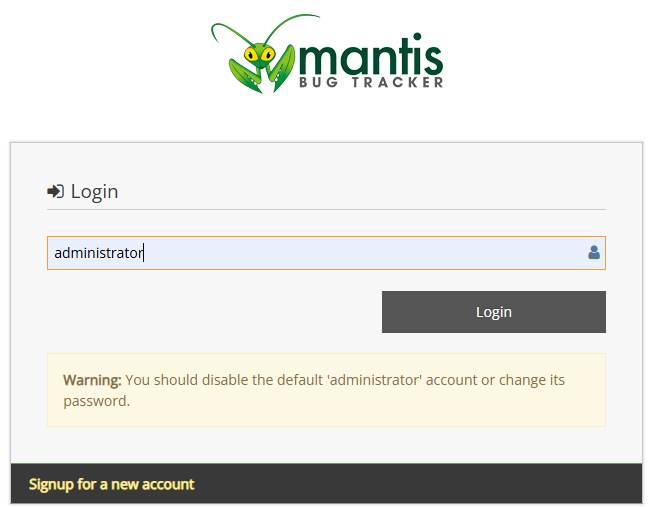 mantis
BUG TRACKER
Login
administrator
Login
Warning: You should disable the default 'administrator' account or change its
password.
Signup for a new account